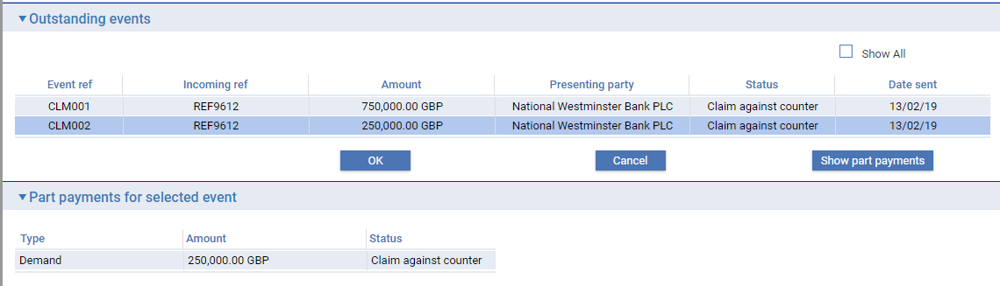 Outstanding events
Show All
Event ref Incoming ref Amount Presenting party Status Date sent
CLM001 REF9612 750,000.00 GBP National Westminster Bank PLC Claim against counter 13/02/19
CLM002 REF9612 250,000.00 GBP National Westminster Bank PLC Claim against counter 13/02/19
OK Cancel Show part payments
Part payments for selected event
Type Amount Status
Demand 250,000.00 GBP Claim against counter